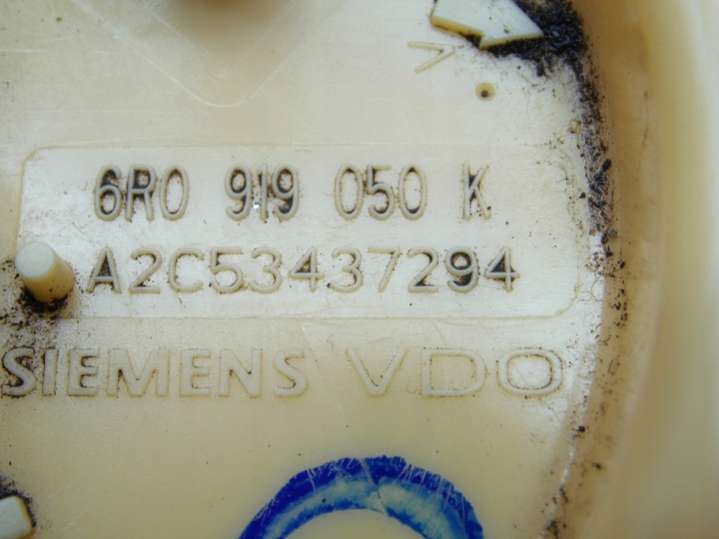 6R0 919 050 K
A2C53437294
SIEMENS VDO